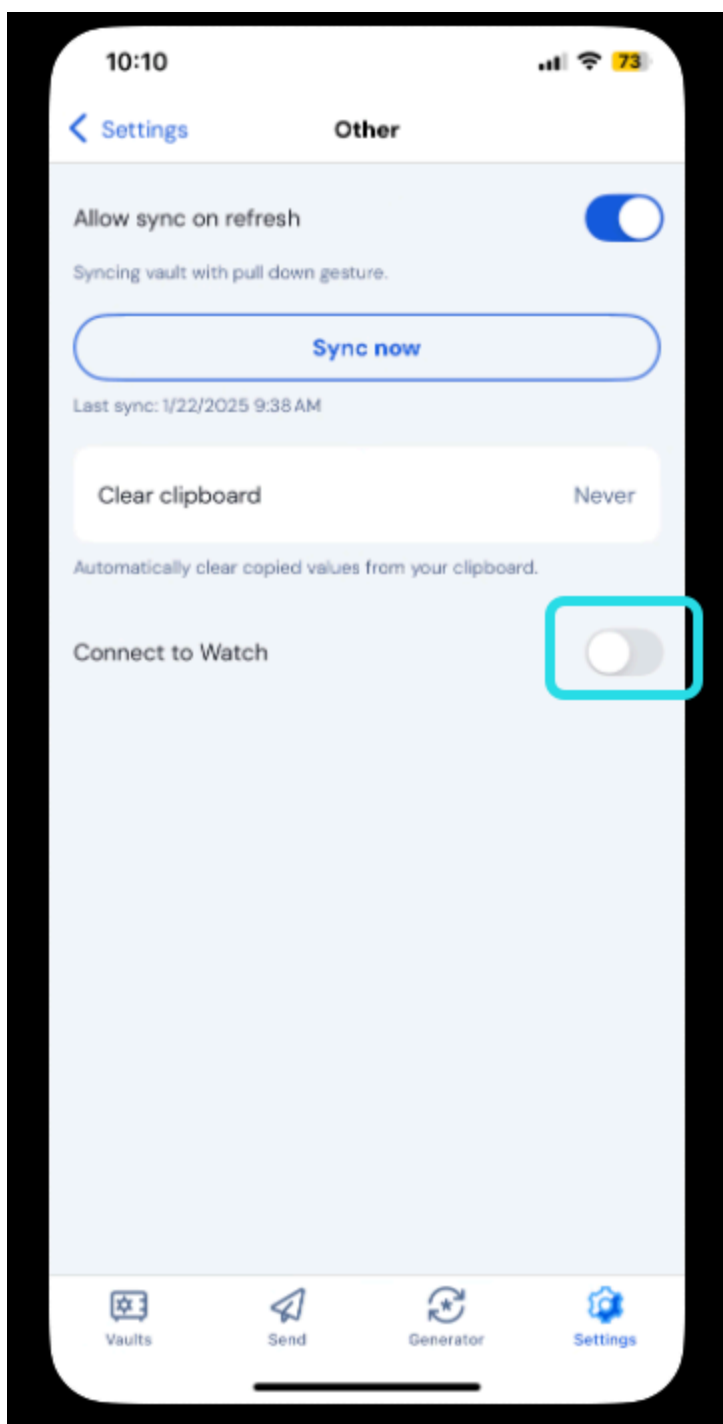 10:10
73
Settings
Other
Allow sync on refresh
Syncing vault with pull down gesture.
Sync now
Last sync: 1/22/2025 9:38 AM
Clear clipboard
Never
Automatically clear copied values from your clipboard.
Connect to Watch
Vaults
Send
Generator
Settings